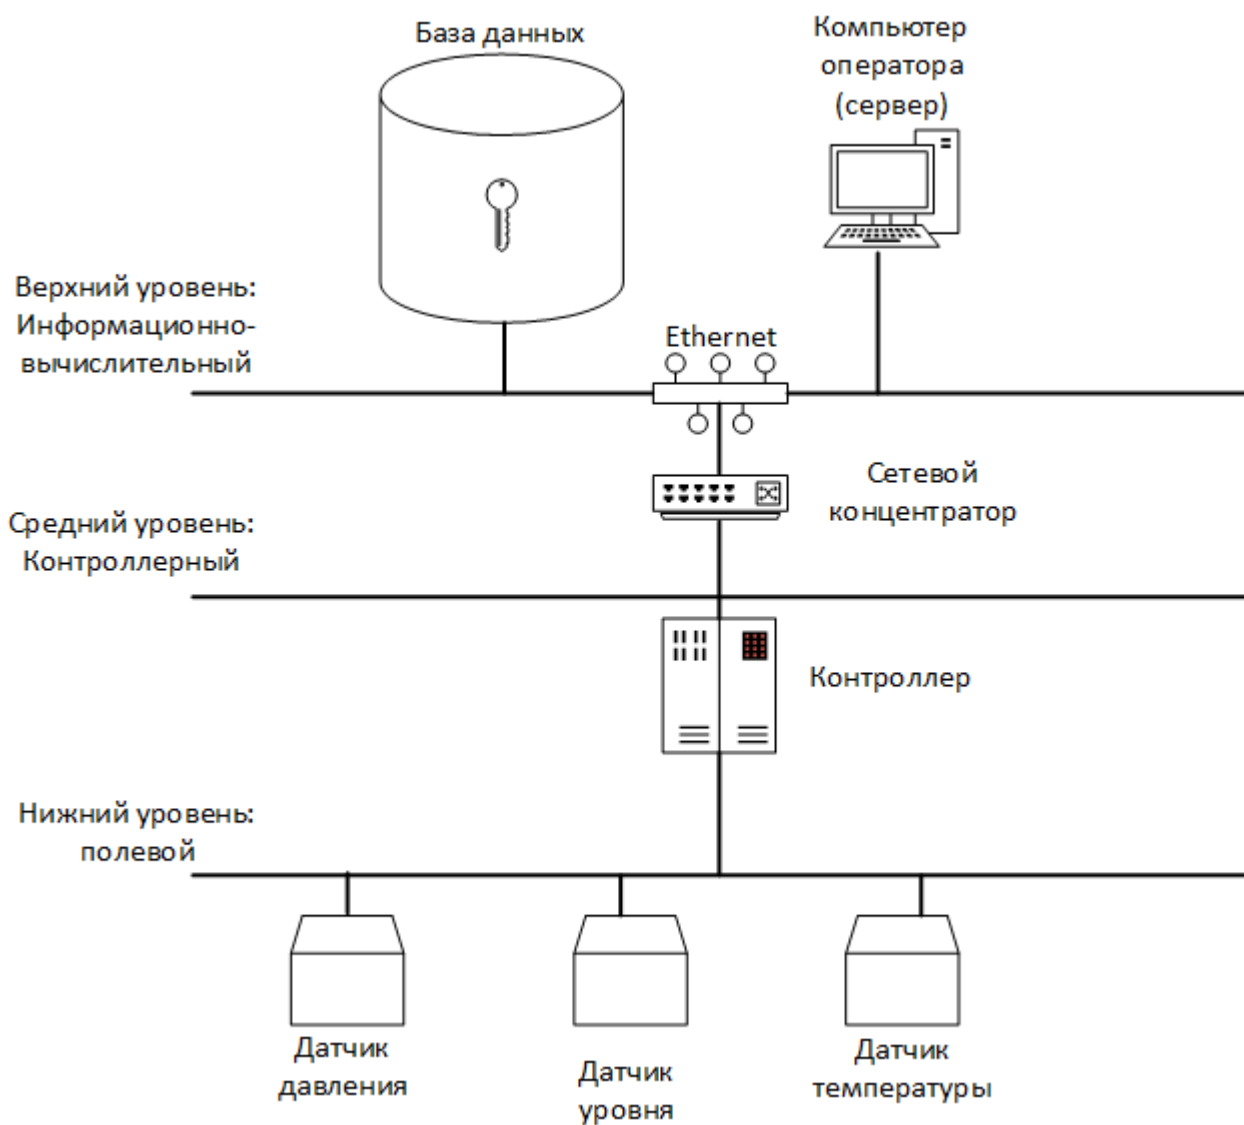 База данных
Компьютер
оператора
(сервер)
Верхний уровень:
Информационно-
вычислительный
Ethernet
Сетевой
концентратор
Средний уровень:
Контроллерный
Контроллер
Нижний уровень:
полевой
Датчик
давления
Датчик
уровня
Датчик
температуры